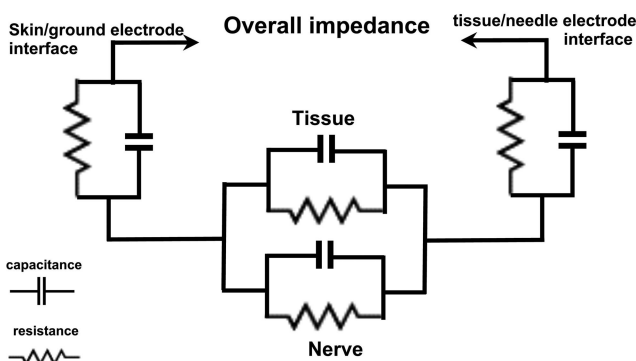 Skin/ground electrode
interface
Overall impedance
tissue/needle electrode
interface
Tissue
capacitance
resistance
Nerve